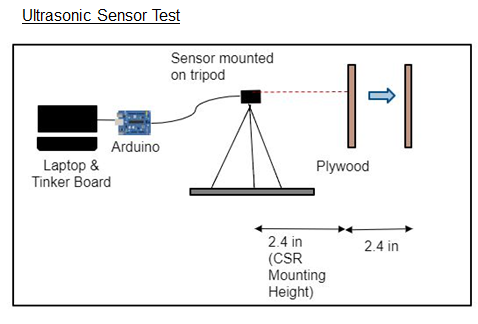 Ultrasonic Sensor Test
Sensor mounted
on tripod
Arduino
Laptop &
Tinker Board
Plywood
2.4 in
(CSR
Mounting
Height)
2.4 in